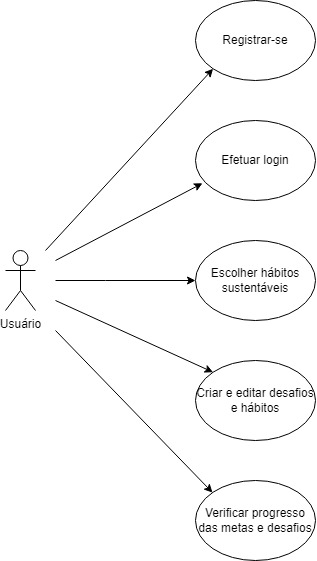 Registrar-se
Efetuar login
Escolher hábitos
sustentáveis
Usuário
Criar e editar desafios
e hábitos
Verificar progresso
das metas e desafios